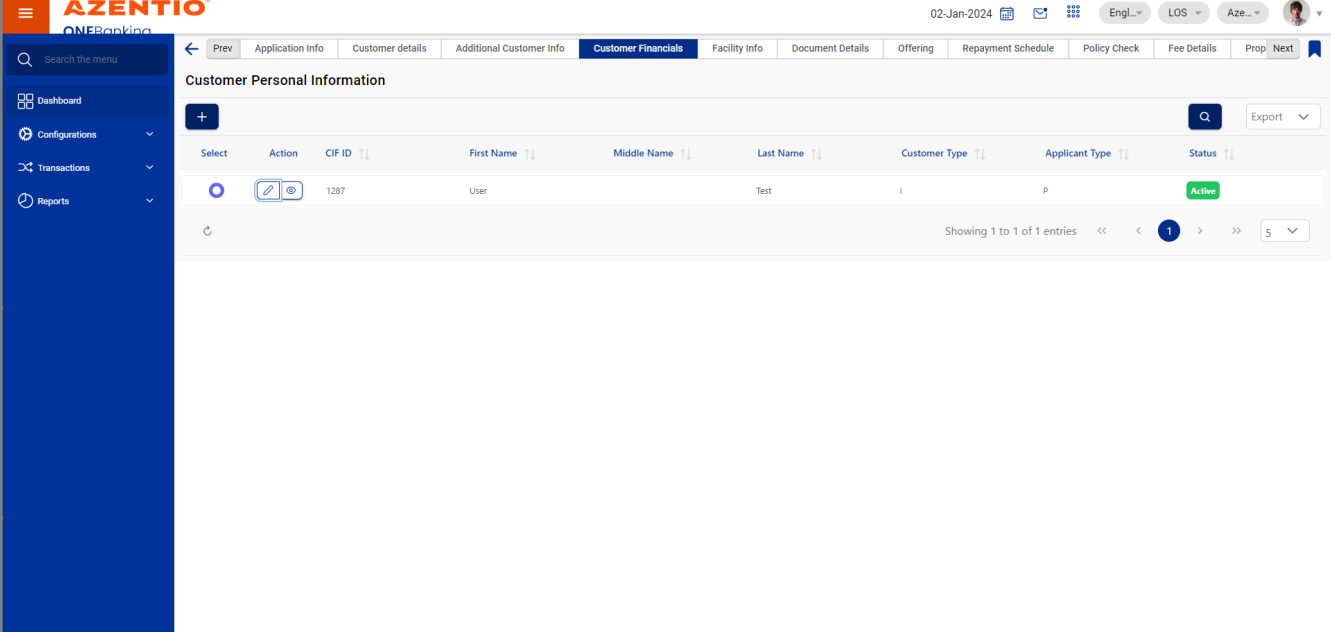 AZENTIO
ONEBanking
02-Jan-2024
Engl...
LOS
Aze...
Search the menu
Dashboard
Configurations
Transactions
Reports
Prev
Application Info
Customer details
Additional Customer Info
Customer Financials
Facility Info
Document Details
Offering
Repayment Schedule
Policy Check
Fee Details
Prop
Next
Customer Personal Information
+
Export
Select Action CIF ID First Name Middle Name Last Name Customer Type Applicant Type Status
1287 User Test I P Active
Showing 1 to 1 of 1 entries << < 1 > >> 5